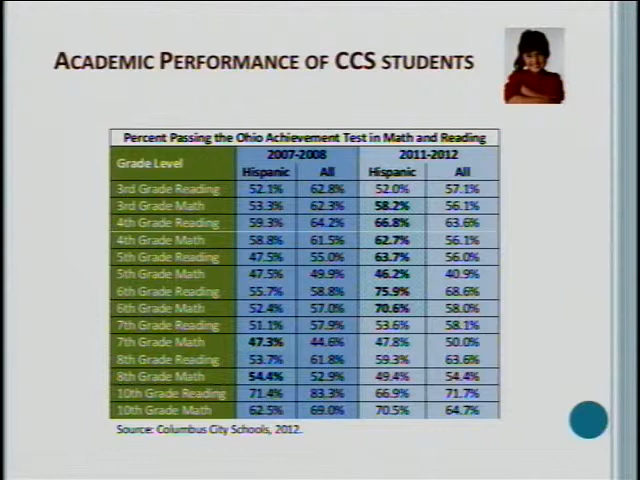 ACADEMIC PERFORMANCE OF CCS STUDENTS
Percent Passing the Ohio Achievement Test in Math and Reading
Grade Level 2007-2008 2011-2012
Hispanic All Hispanic All
3rd Grade Reading 52.1% 62.8% 52.0% 57.1%
3rd Grade Math 53.3% 62.3% 58.2% 56.1%
4th Grade Reading 59.3% 64.2% 66.8% 63.6%
4th Grade Math 58.8% 61.5% 62.7% 56.1%
5th Grade Reading 47.5% 55.0% 63.7% 56.0%
5th Grade Math 47.5% 49.9% 46.2% 40.9%
6th Grade Reading 55.7% 58.8% 75.9% 68.6%
6th Grade Math 52.4% 57.0% 70.6% 58.0%
7th Grade Reading 51.1% 57.9% 53.6% 58.1%
7th Grade Math 47.3% 44.6% 47.8% 50.0%
8th Grade Reading 53.7% 61.8% 59.3% 63.6%
8th Grade Math 54.4% 52.9% 49.4% 54.4%
10th Grade Reading 71.4% 83.3% 66.9% 71.7%
10th Grade Math 62.5% 69.0% 70.5% 64.7%
Source: Columbus City Schools, 2012.